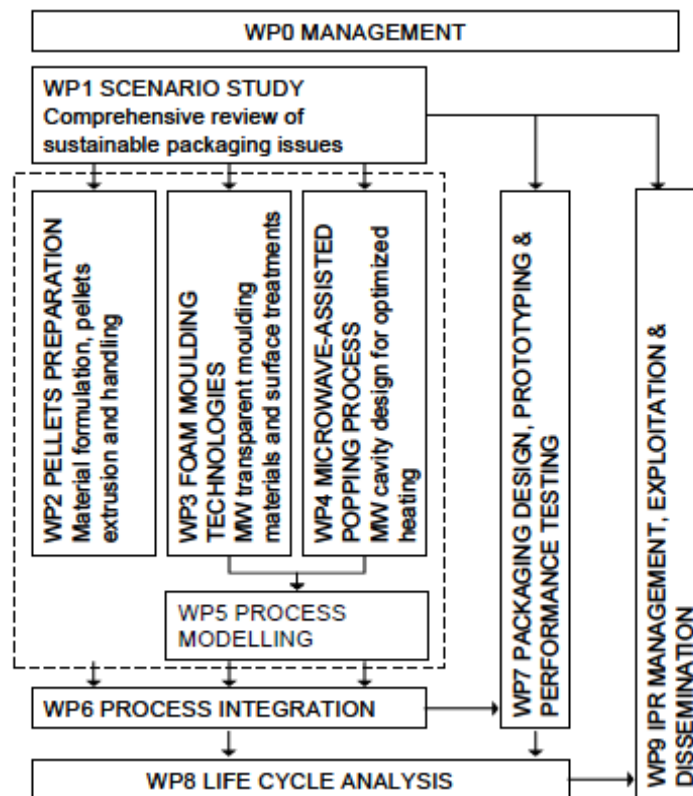 WP0 MANAGEMENT
WP1 SCENARIO STUDY
Comprehensive review of
sustainable packaging issues
WP2 PELLETS PREPARATION
Material formulation, pellets
extrusion and handling
WP3 FOAM MOULDING
TECHNOLOGIES
MW transparent moulding
materials and surface treatments
WP4 MICROWAVE-ASSISTED
POPPING PROCESS
MW cavity design for optimized
heating
WP5 PROCESS
MODELLING
WP6 PROCESS INTEGRATION
WP7 PACKAGING DESIGN, PROTOTYPING &
PERFORMANCE TESTING
WP8 LIFE CYCLE ANALYSIS
WP9 IPR MANAGEMENT, EXPLOITATION &
DISSEMINATION